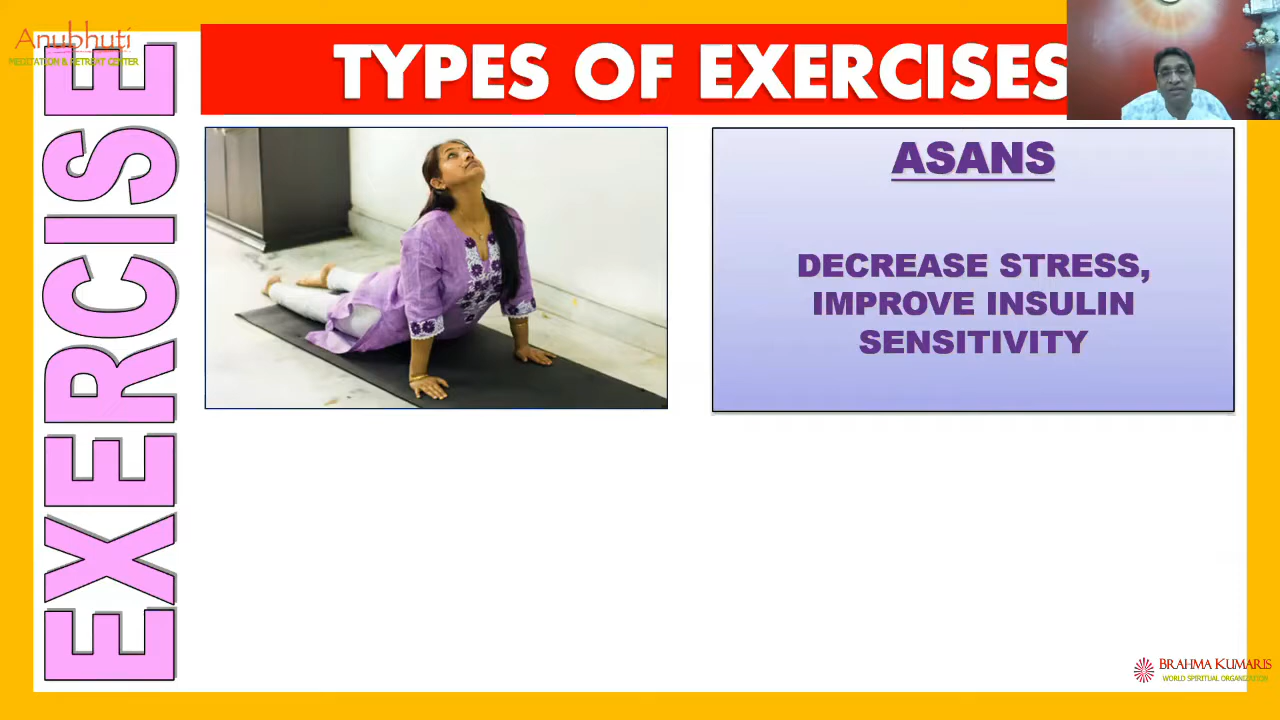 Anubhuti
MEDITATION & RETREAT CENTER
EXERCISE
TYPES OF EXERCISES
ASANS
DECREASE STRESS,
IMPROVE INSULIN
SENSITIVITY
BRAHMA KUMARIS
WORLD SPIRITUAL ORGANIZATION